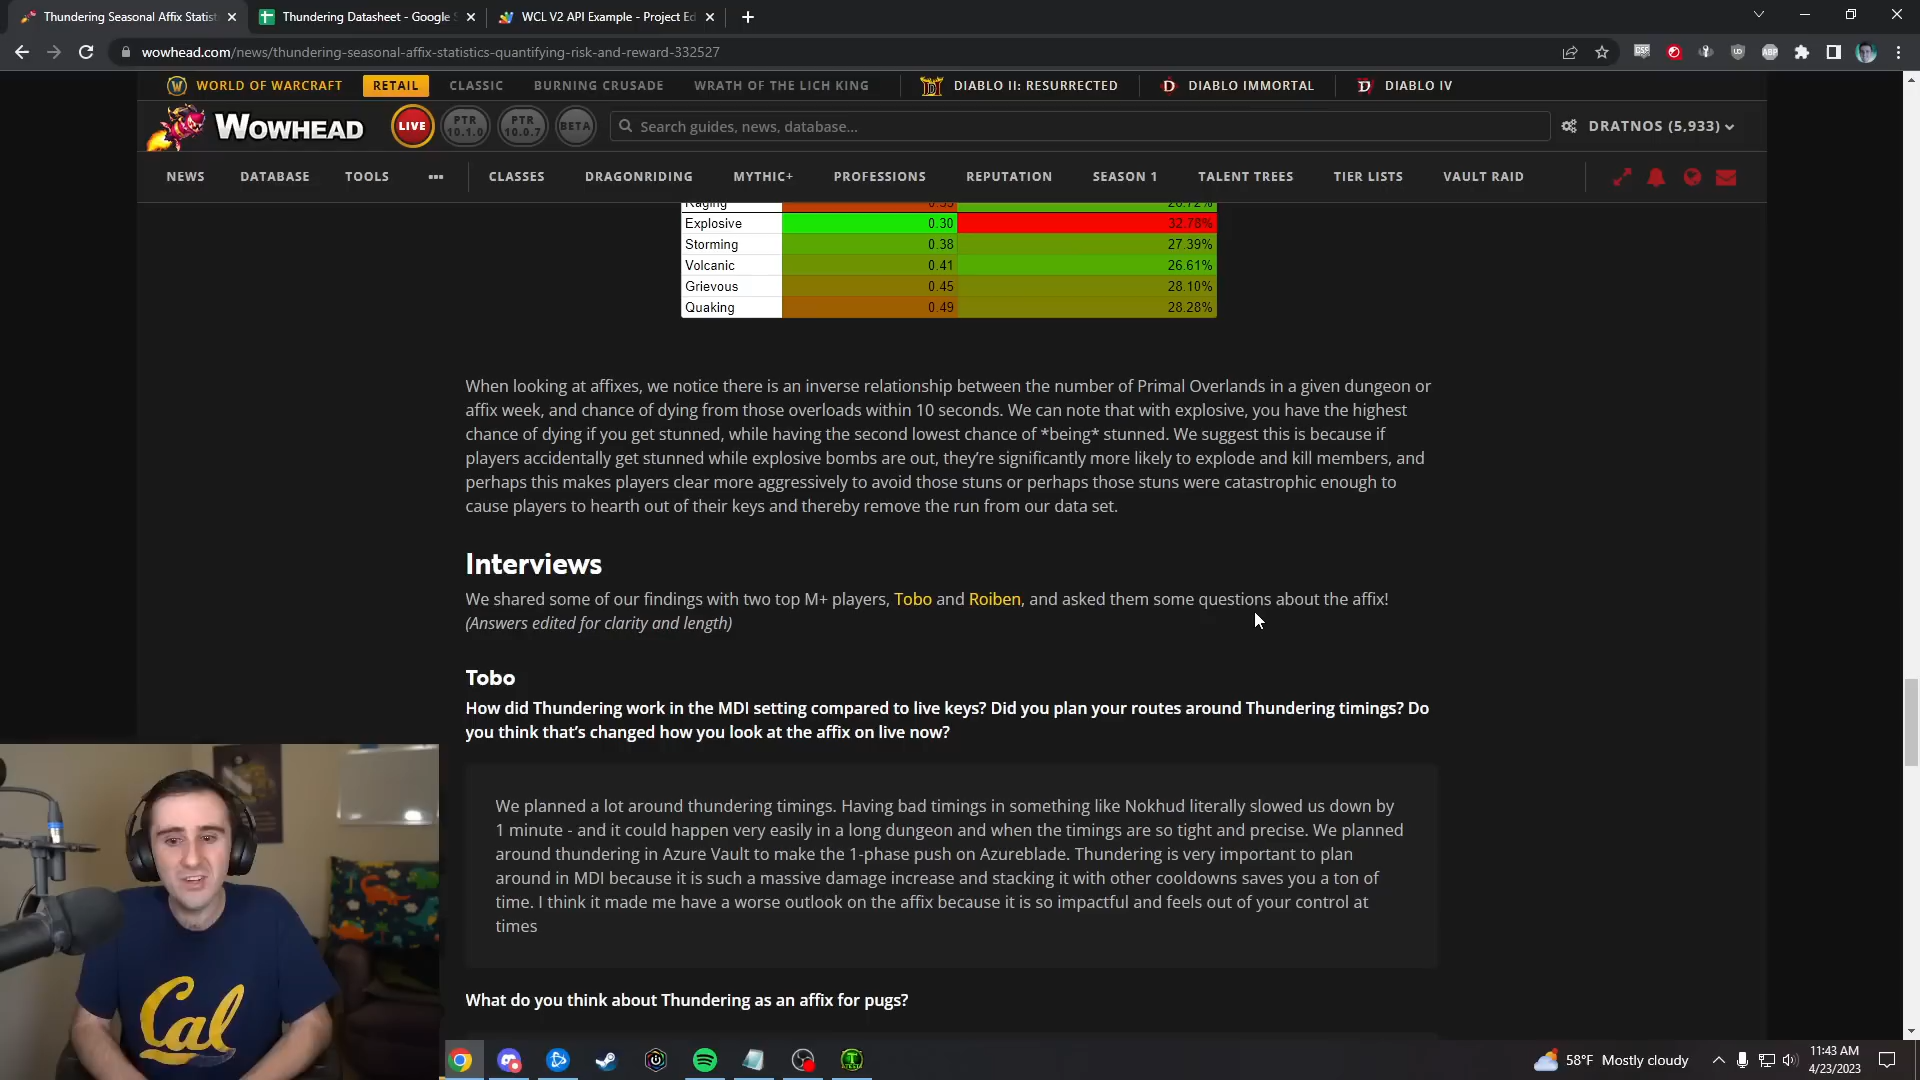 Thundering Seasonal Affix Statist
Thundering Datasheet - Google S
WCL V2 API Example - Project Ed
wowhead.com/news/thundering-seasonal-affix-statistics-quantifying-risk-and-reward-332527
WORLD OF WARCRAFT RETAIL CLASSIC BURNING CRUSADE WRATH OF THE LICH KING DIABLO II: RESURRECTED DIABLO IMMORTAL DIABLO IV
WOWHEAD LIVE PTR 10.1.0 PTR 10.0.7 BETA Search guides, news, database... DRATNOS (5,933)
NEWS DATABASE TOOLS ••• CLASSES DRAGONRIDING MYTHIC+ PROFESSIONS REPUTATION SEASON 1 TALENT TREES TIER LISTS VAULT RAID
Raging
Explosive 0.30 32.78%
Storming 0.38 27.39%
Volcanic 0.41 26.61%
Grievous 0.45 28.10%
Quaking 0.49 28.28%
When looking at affixes, we notice there is an inverse relationship between the number of Primal Overlands in a given dungeon or
affix week, and chance of dying from those overloads within 10 seconds. We can note that with explosive, you have the highest
chance of dying if you get stunned, while having the second lowest chance of *being* stunned. We suggest this is because if
players accidentally get stunned while explosive bombs are out, they're significantly more likely to explode and kill members, and
perhaps this makes players clear more aggressively to avoid those stuns or perhaps those stuns were catastrophic enough to
cause players to hearth out of their keys and thereby remove the run from our data set.
Interviews
We shared some of our findings with two top M+ players, Tobo and Roiben, and asked them some questions about the affix!
(Answers edited for clarity and length)
Tobo
How did Thundering work in the MDI setting compared to live keys? Did you plan your routes around Thundering timings? Do
you think that's changed how you look at the affix on live now?
We planned a lot around thundering timings. Having bad timings in something like Nokhud literally slowed us down by
1 minute - and it could happen very easily in a long dungeon and when the timings are so tight and precise. We planned
around thundering in Azure Vault to make the 1-phase push on Azureblade. Thundering is very important to plan
around in MDI because it is such a massive damage increase and stacking it with other cooldowns saves you a ton of
time. I think it made me have a worse outlook on the affix because it is so impactful and feels out of your control at
times
What do you think about Thundering as an affix for pugs?
Cal
58°F Mostly cloudy
11:43 AM
4/23/2023